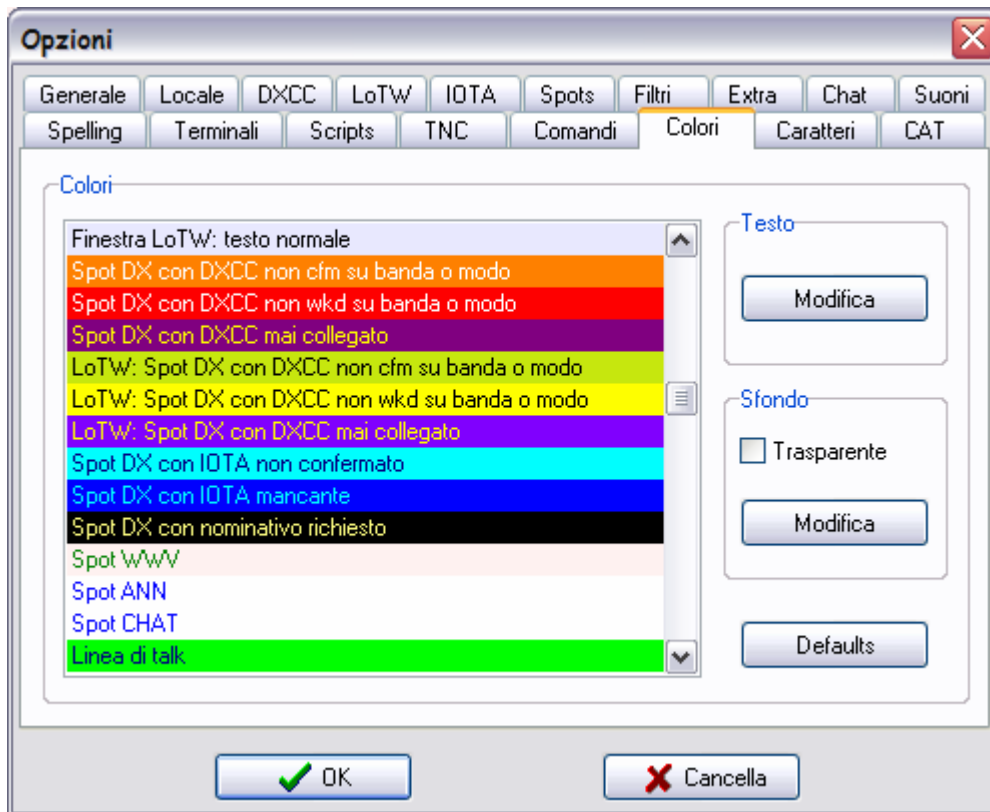 Opzioni
Generale Locale DXCC LoTW IOTA Spots Filtri Extra Chat Suoni
Spelling Terminali Scripts TNC Comandi Colori Caratteri CAT
Colori
Finestra LoTW: testo normale
Spot DX con DXCC non cfm su banda o modo
Spot DX con DXCC non wkd su banda o modo
Spot DX con DXCC mai collegato
LoTW: Spot DX con DXCC non cfm su banda o modo
LoTW: Spot DX con DXCC non wkd su banda o modo
LoTW: Spot DX con DXCC mai collegato
Spot DX con IOTA non confermato
Spot DX con IOTA mancante
Spot DX con nominativo richiesto
Spot WWV
Spot ANN
Spot CHAT
Linea di talk
Testo
Modifica
Sfondo
Trasparente
Modifica
Defaults
OK Cancella